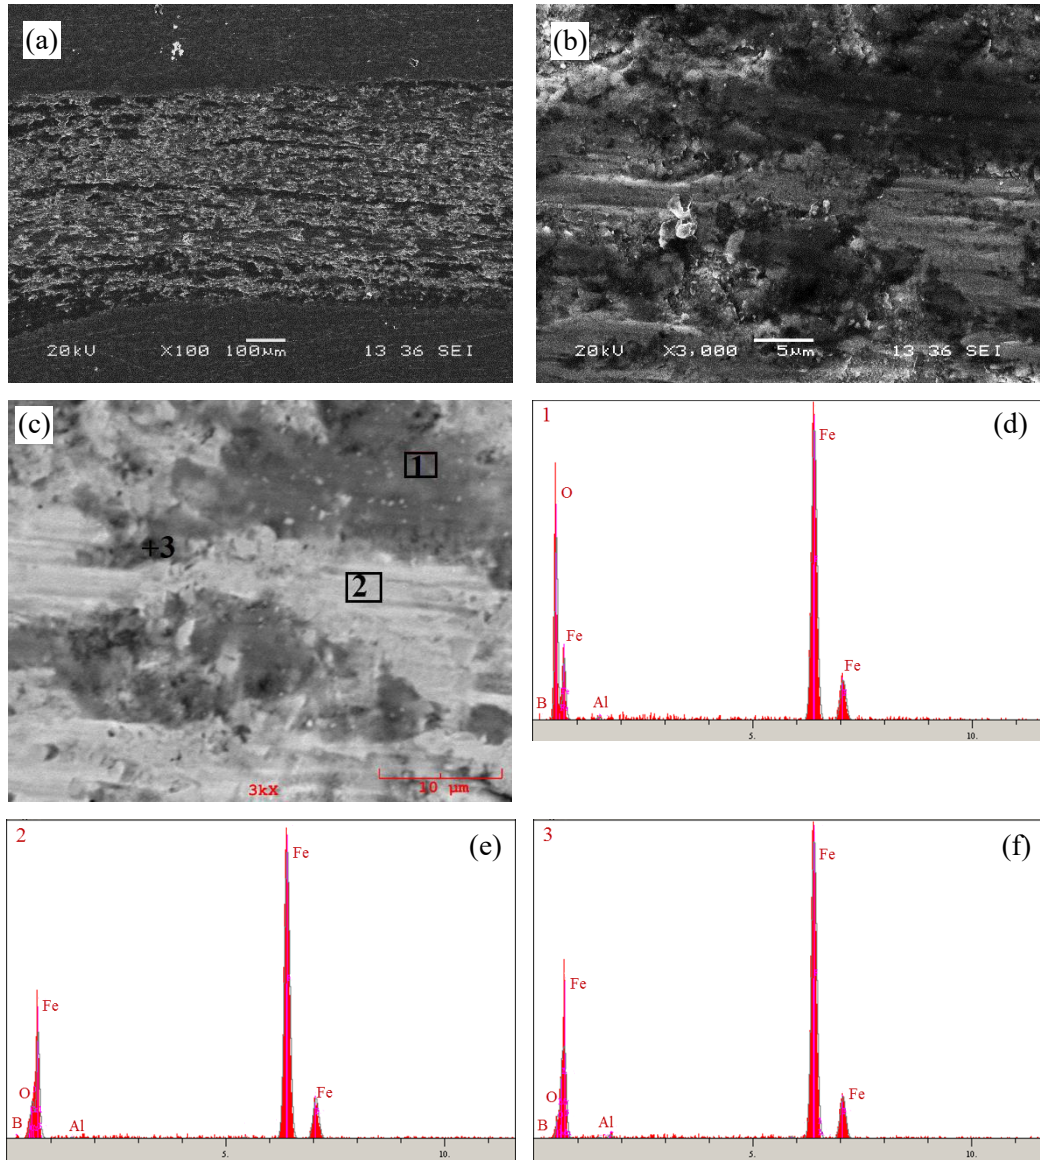 (a)
20kV X100 100µm 13 36 SEI
(b)
20kV X3,000 5µm 13 36 SEI
(c)
1
+3
2
3kX
10 µm
1
(d)
Fe
O
Fe
Fe
B
Al
5.
10.
2
(e)
Fe
Fe
O
Fe
B
Al
5.
10.
3
(f)
Fe
Fe
O
Fe
B
Al
5.
10.